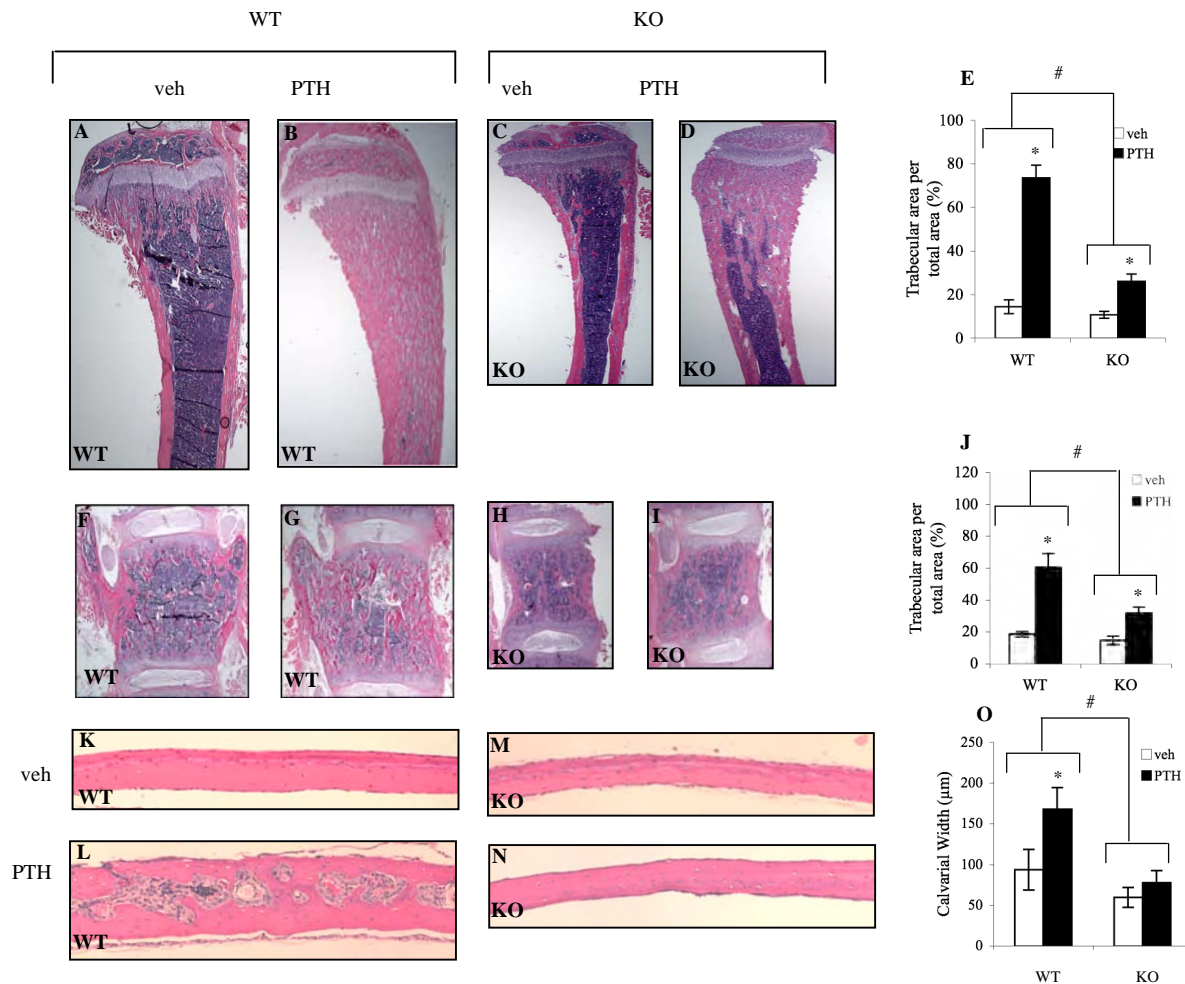 WT KO
veh PTH veh PTH
A B C D
WT WT KO KO
E
#
100
80
60
40
20
0
Trabecular area per
total area (%)
veh
PTH
*
*
WT KO
F G H I
WT WT KO KO
J
#
120
100
80
60
40
20
0
Trabecular area per
total area (%)
veh
PTH
*
*
WT KO
veh
K M
WT KO
PTH
L N
WT KO
O
#
250
200
150
100
50
0
Calvarial Width (μm)
veh
PTH
*
WT KO